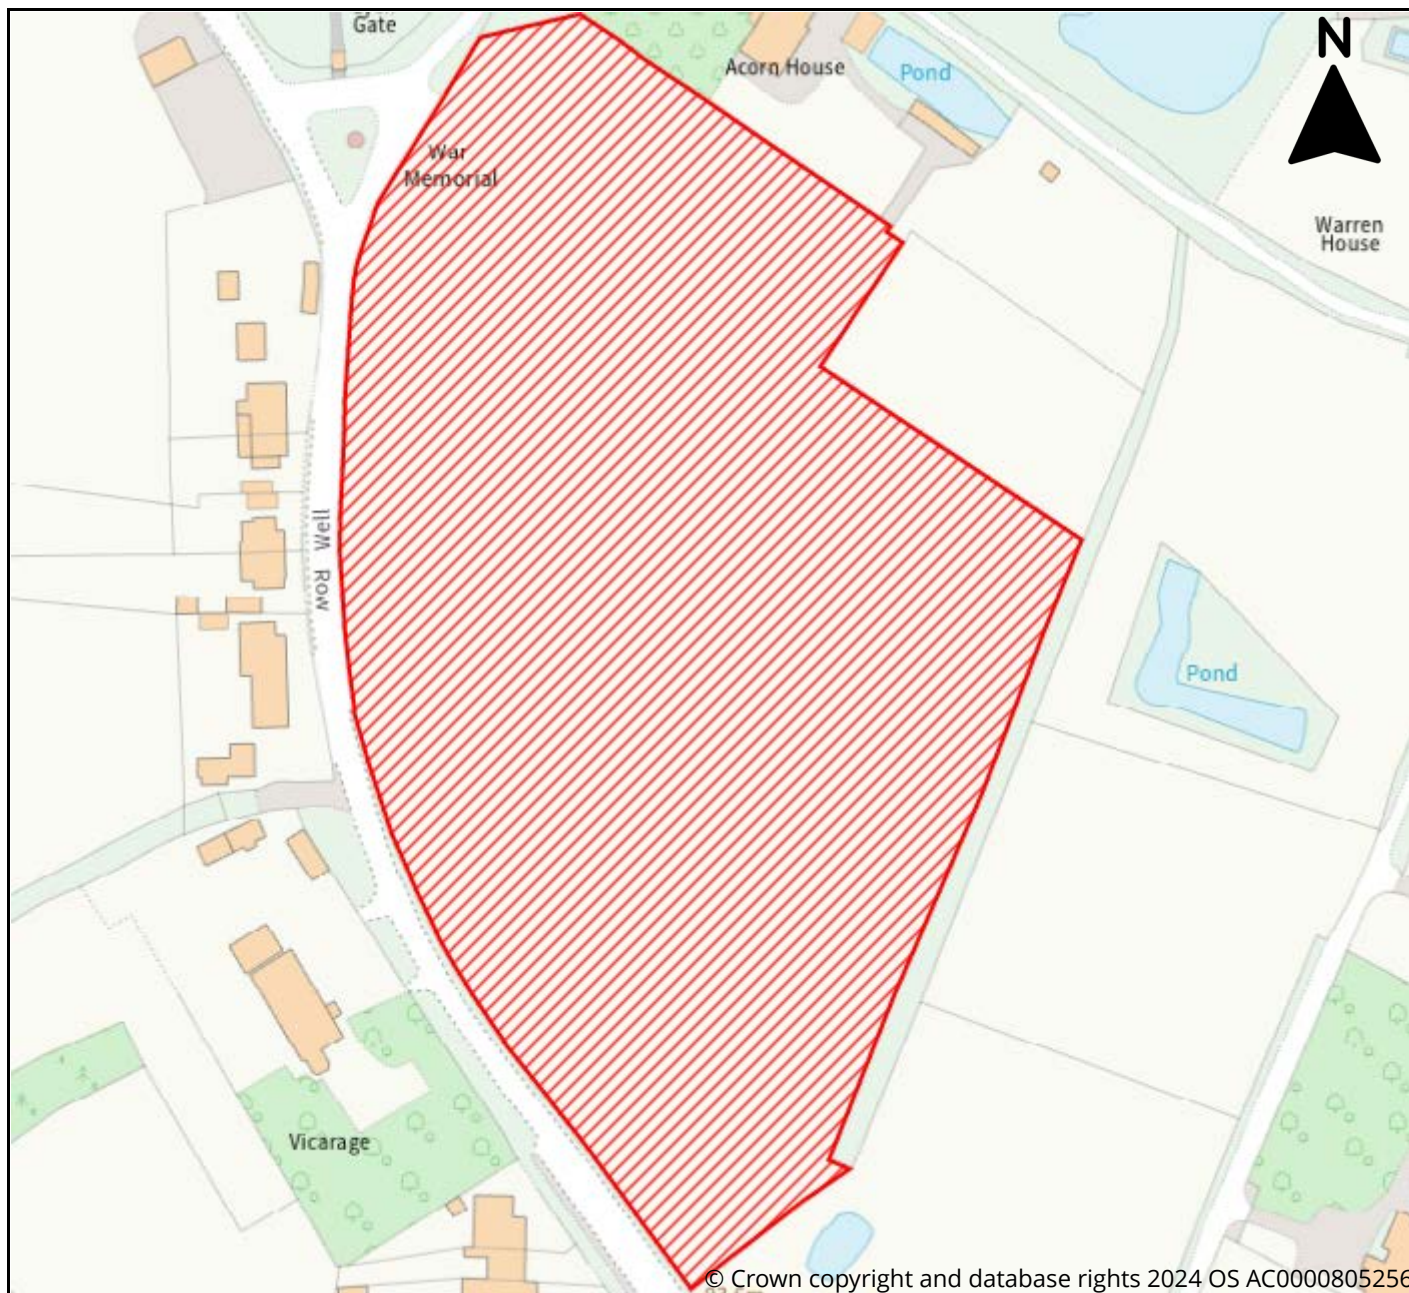 Gate
N
Acorn House
Pond
War
Memorial
Warren
House
Well Row
Pond
Vicarage
© Crown copyright and database rights 2024 OS AC0000805256